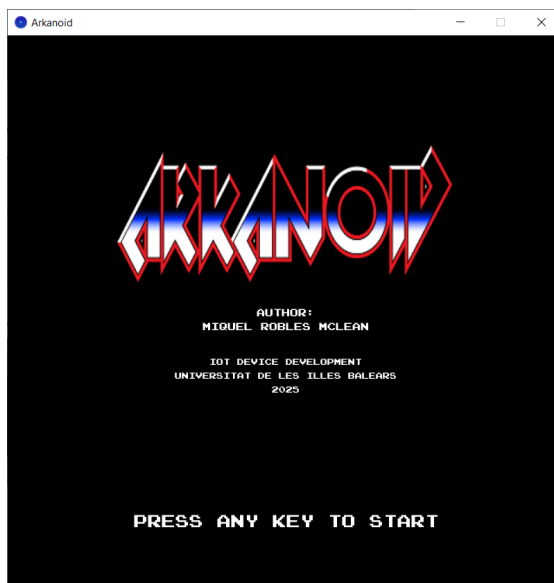 Arkanoid
ARKANOID
AUTHOR:
MIQUEL ROBLES MCLEAN
IOT DEVICE DEVELOPMENT
UNIVERSITAT DE LES ILLES BALEARS
2025
PRESS ANY KEY TO START